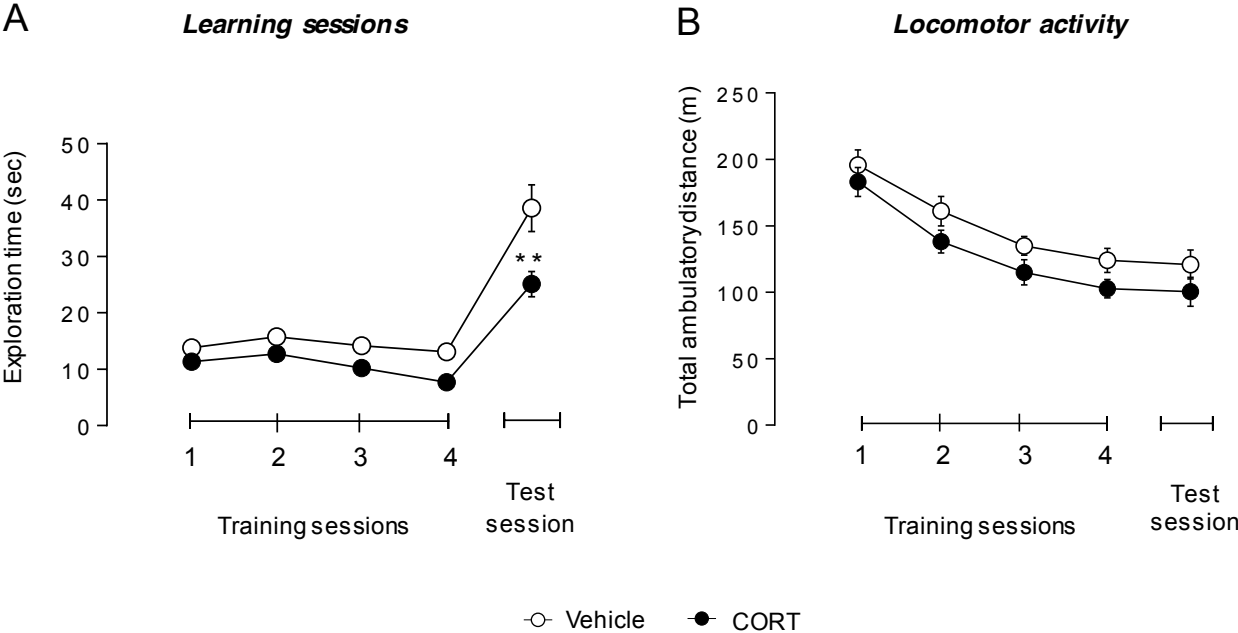 A
Learning sessions
Exploration time (sec)
50
40
30
20
10
0
1 2 3 4
Training sessions
Test
session
B
Locomotor activity
Total ambulatorydistance (m)
250
200
150
100
50
0
1 2 3 4
Training sessions
Test
session
**
Vehicle CORT